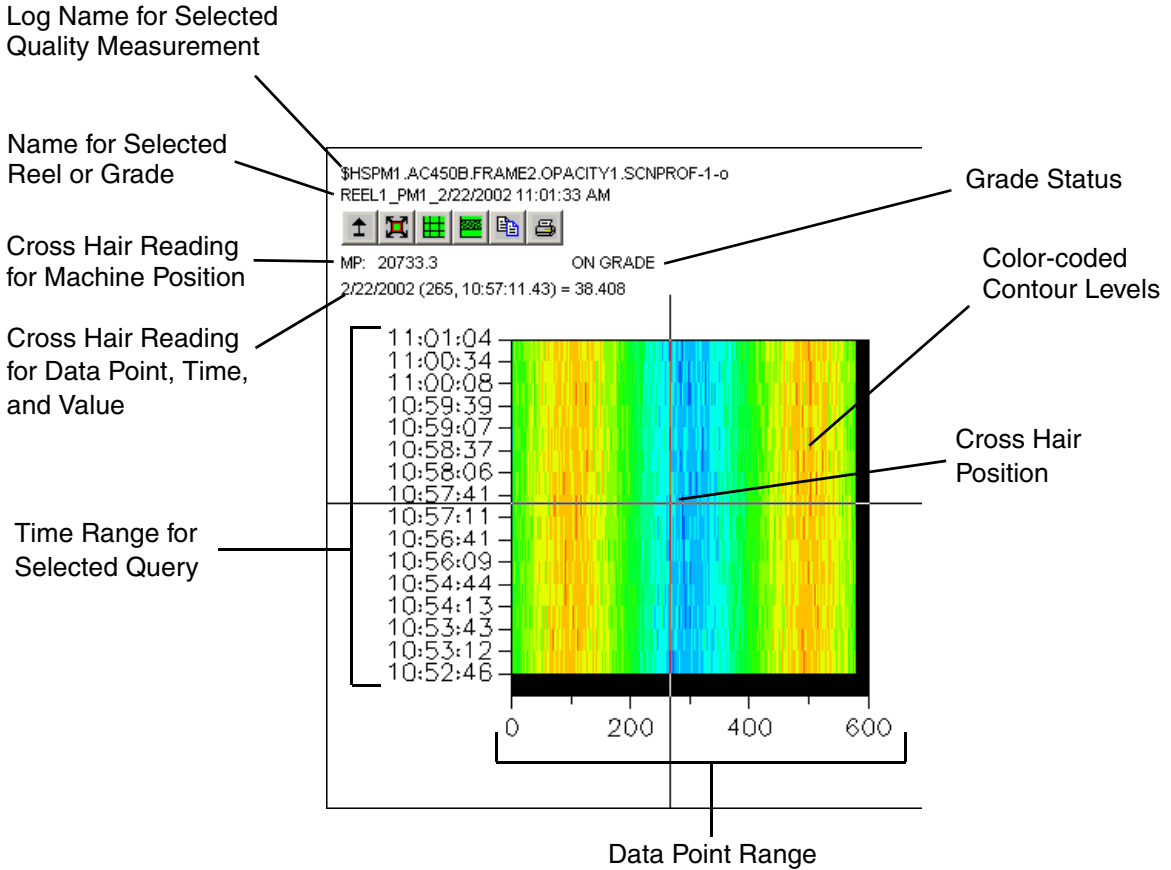 Log Name for Selected
Quality Measurement
Name for Selected
Reel or Grade
$HSPM1.AC450B.FRAME2.OPACITY1.SCNPROF-1-o
REEL1_PM1_2/22/2002 11:01:33 AM
Grade Status
Cross Hair Reading
for Machine Position
MP: 20733.3
ON GRADE
2/22/2002 (265, 10:57:11.43) = 38.408
Color-coded
Contour Levels
Cross Hair Reading
for Data Point, Time,
and Value
11:01:04
11:00:34
11:00:08
10:59:39
10:59:07
10:58:37
10:58:06
10:57:41
10:57:11
10:56:41
10:56:09
10:54:44
10:54:13
10:53:43
10:53:12
10:52:46
Cross Hair
Position
Time Range for
Selected Query
0 200 400 600
Data Point Range